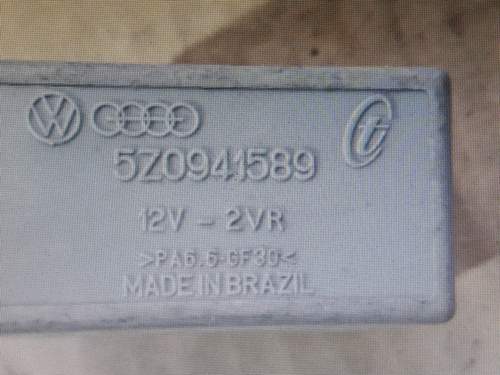 5Z0941589
12V - 2VR
>PA6.6-GF30<
MADE IN BRAZIL